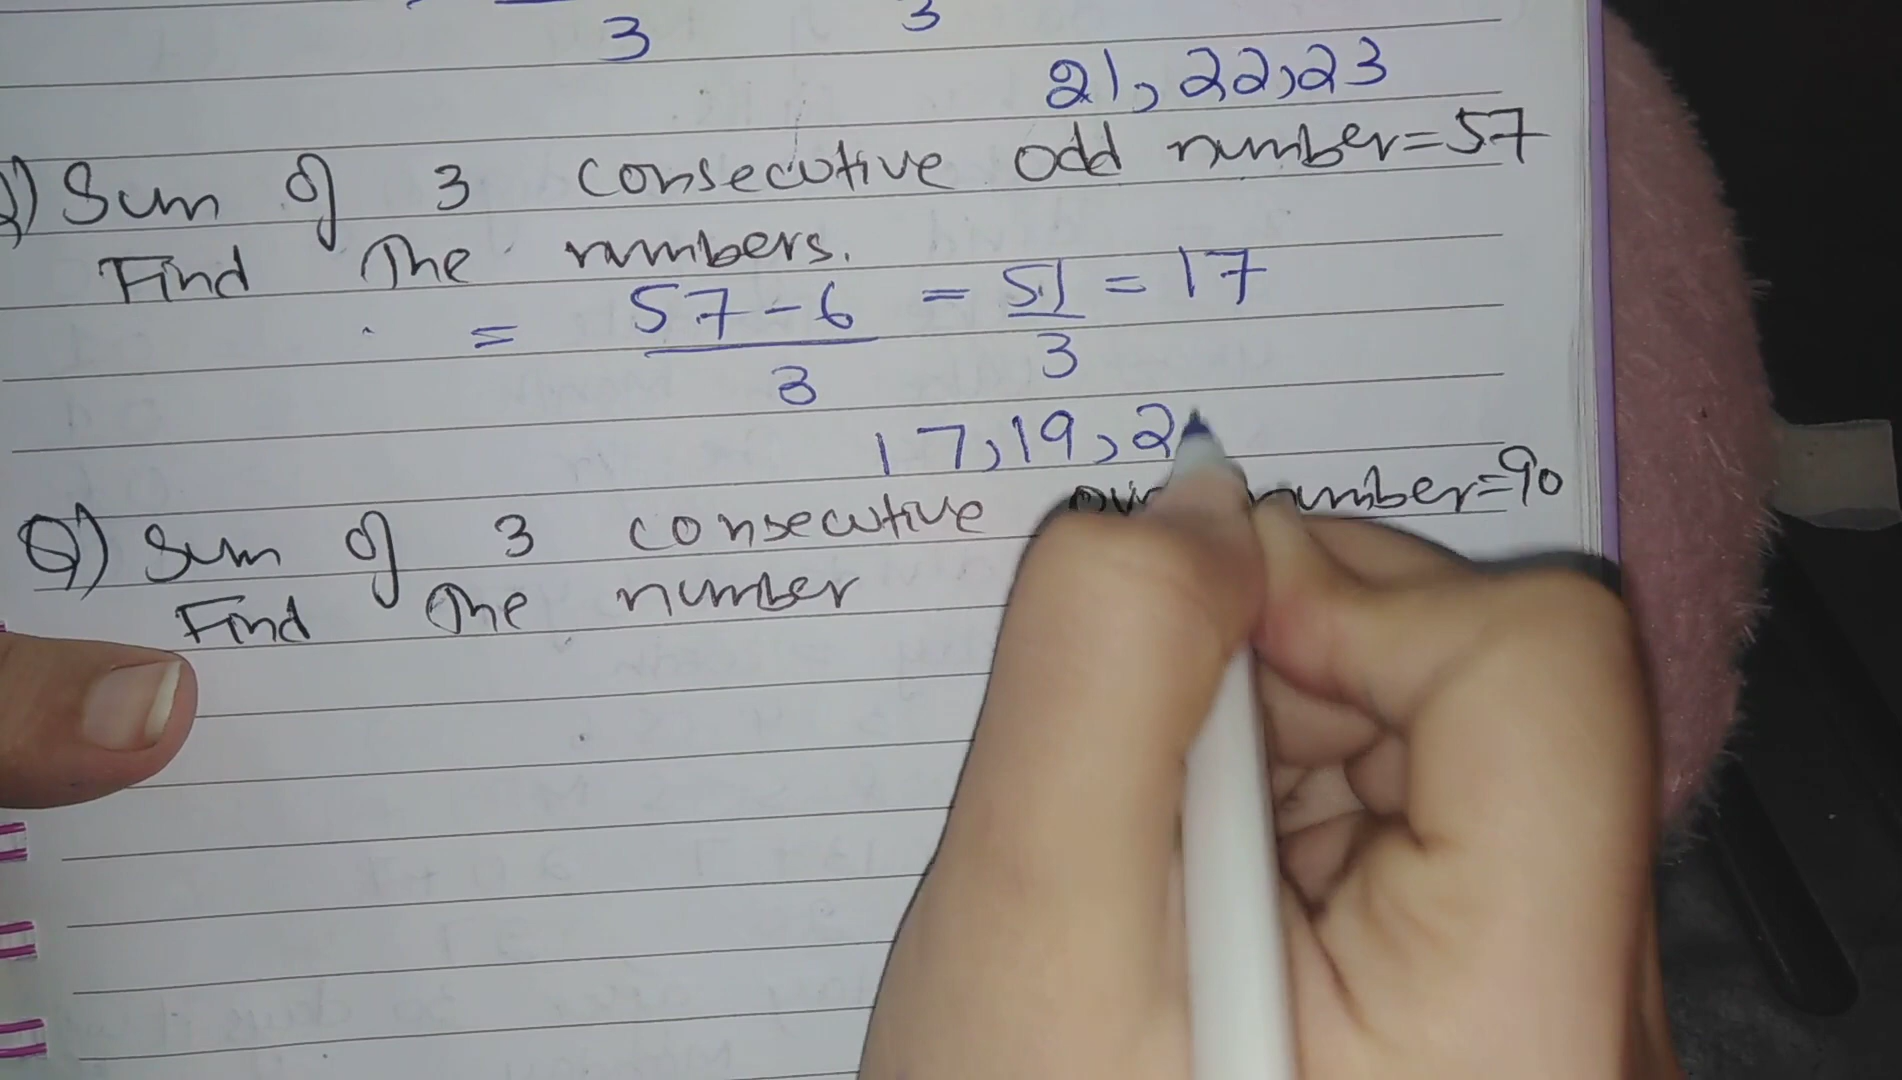 3 3
21,22,23
Q) Sum of 3 consecutive odd number=57
Find The numbers.
= 57-6 = 51 = 17
3 3
17,19,2
Q) Sum of 3 consecutive number=90
Find The number